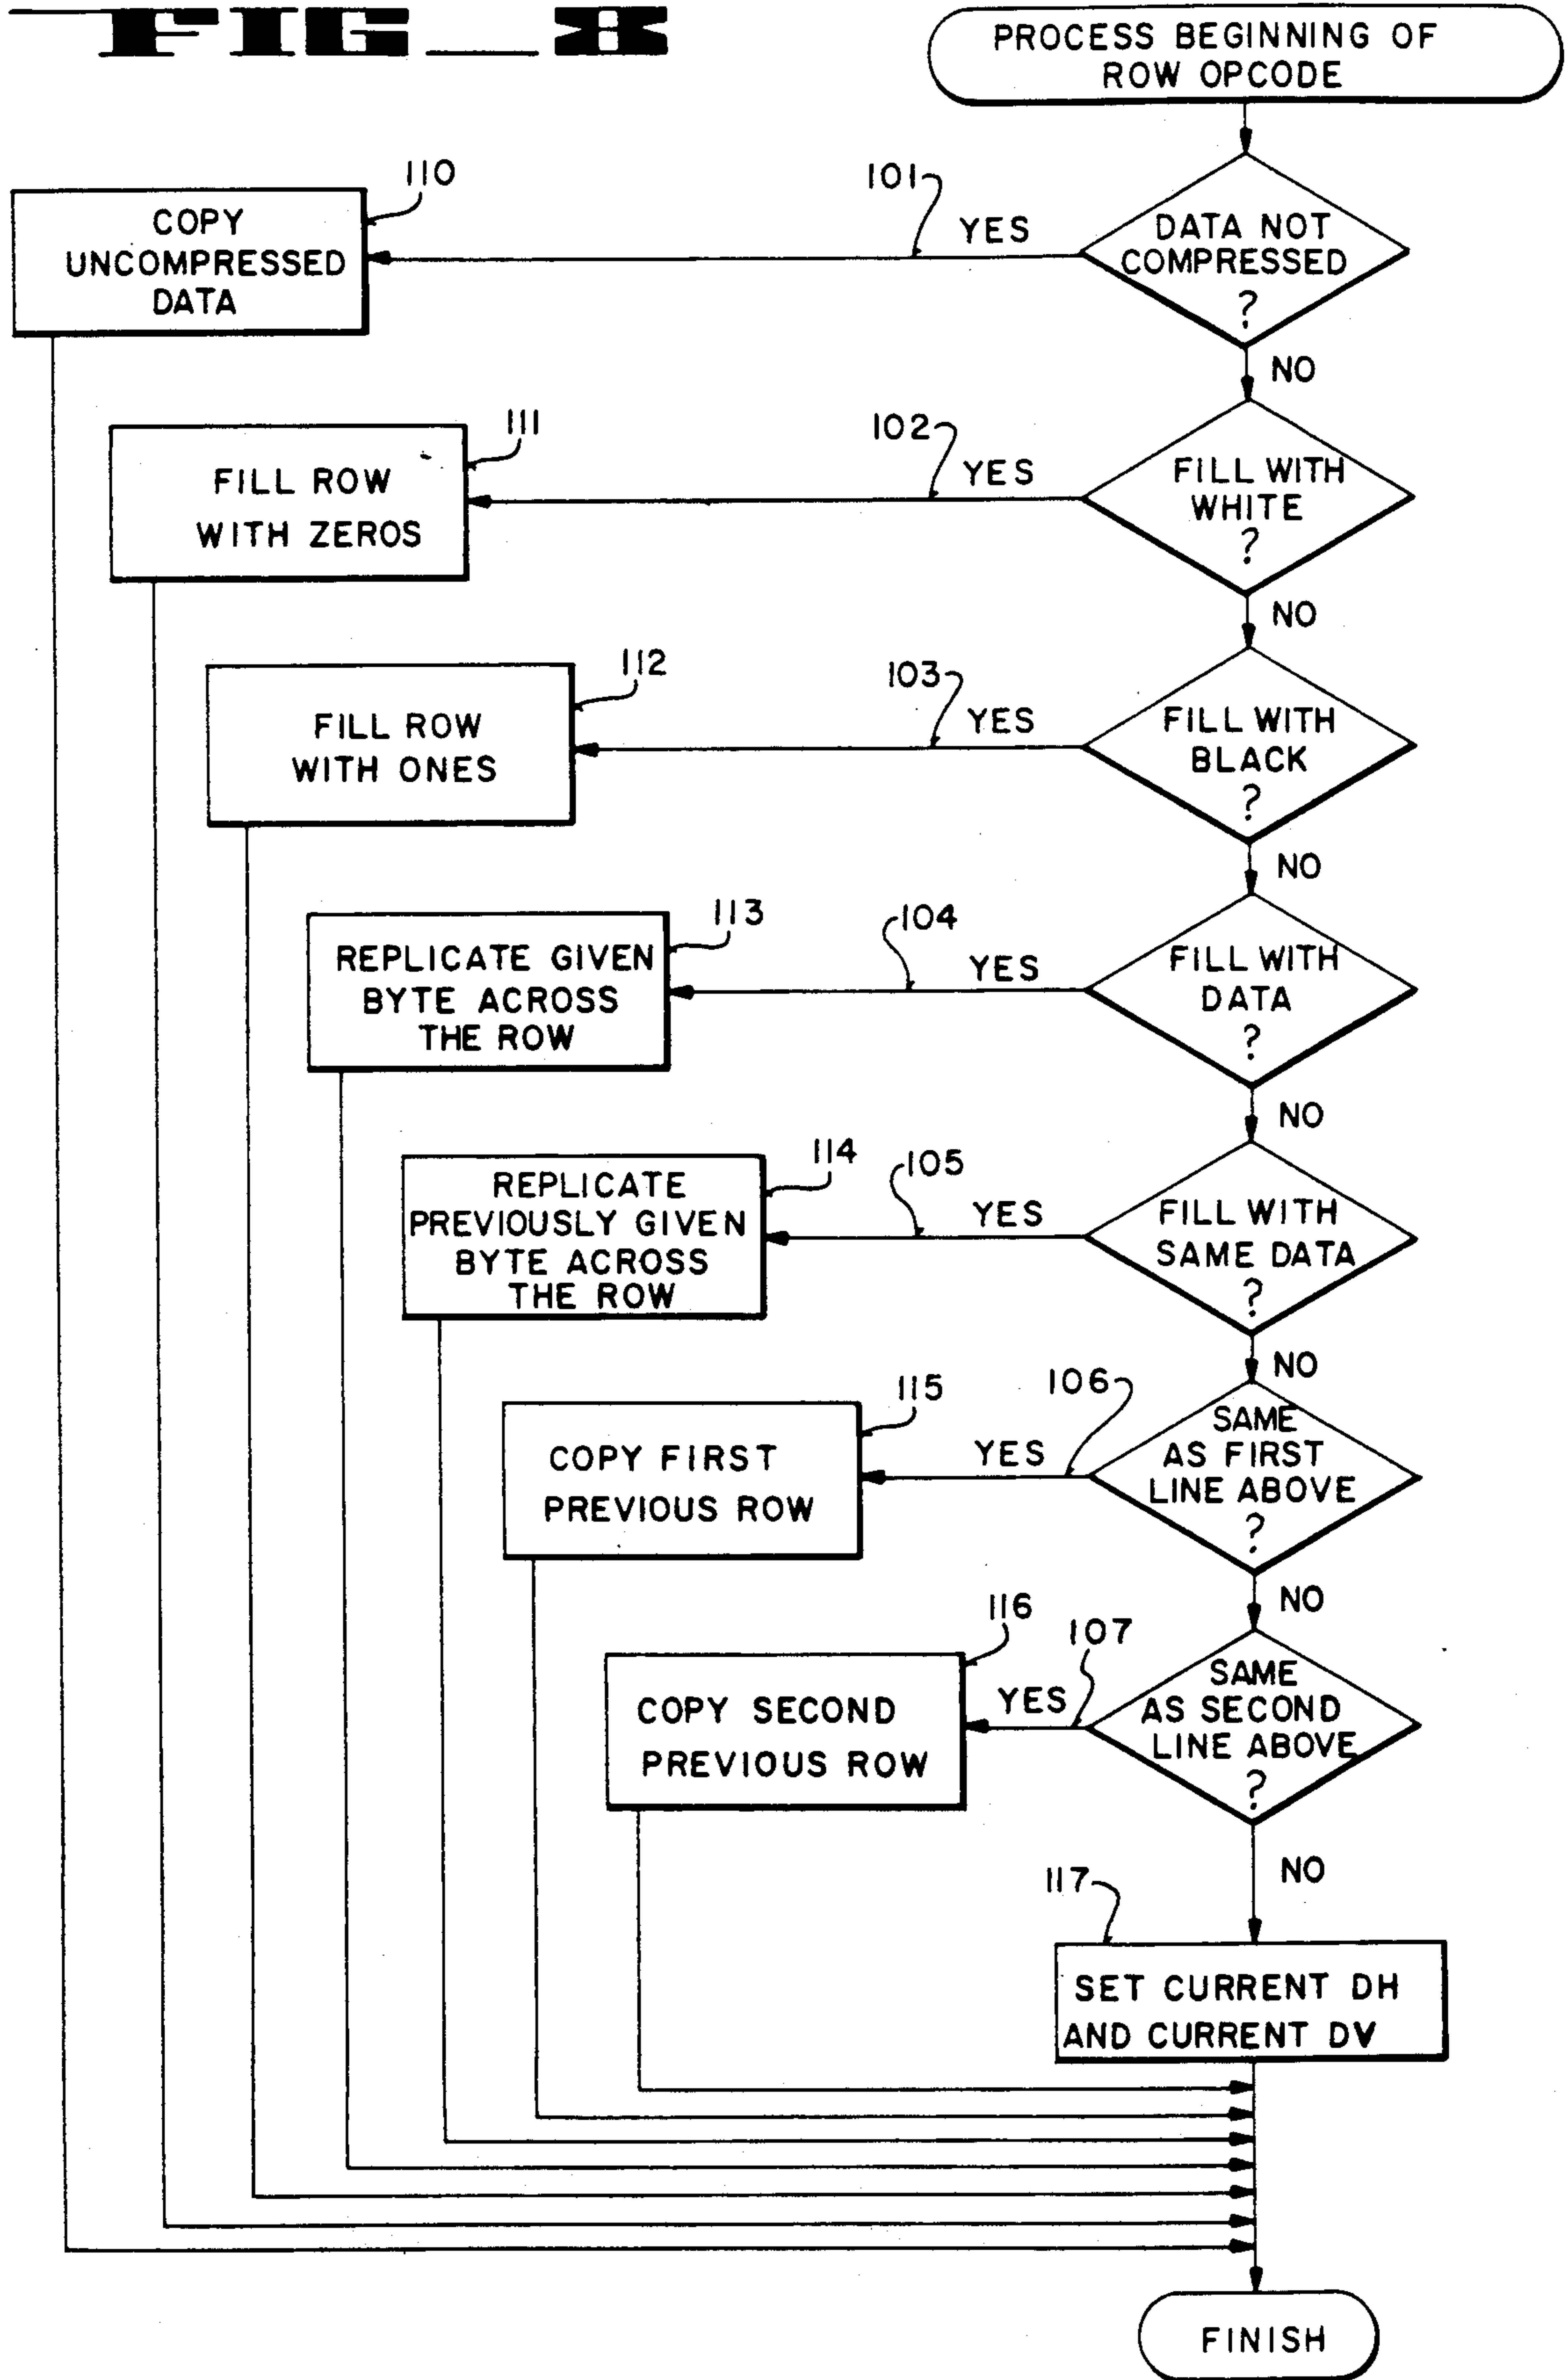 FIG_8
PROCESS BEGINNING OF
ROW OPCODE
110
COPY
UNCOMPRESSED
DATA
101
YES
DATA NOT
COMPRESSED
?
NO
111
FILL ROW
WITH ZEROS
102
YES
FILL WITH
WHITE
?
NO
112
FILL ROW
WITH ONES
103
YES
FILL WITH
BLACK
?
NO
113
REPLICATE GIVEN
BYTE ACROSS
THE ROW
104
YES
FILL WITH
DATA
?
NO
114
REPLICATE
PREVIOUSLY GIVEN
BYTE ACROSS
THE ROW
105
YES
FILL WITH
SAME DATA
?
NO
115
COPY FIRST
PREVIOUS ROW
106
YES
SAME
AS FIRST
LINE ABOVE
?
NO
116
COPY SECOND
PREVIOUS ROW
107
YES
SAME
AS SECOND
LINE ABOVE
?
NO
117
SET CURRENT DH
AND CURRENT DV
FINISH